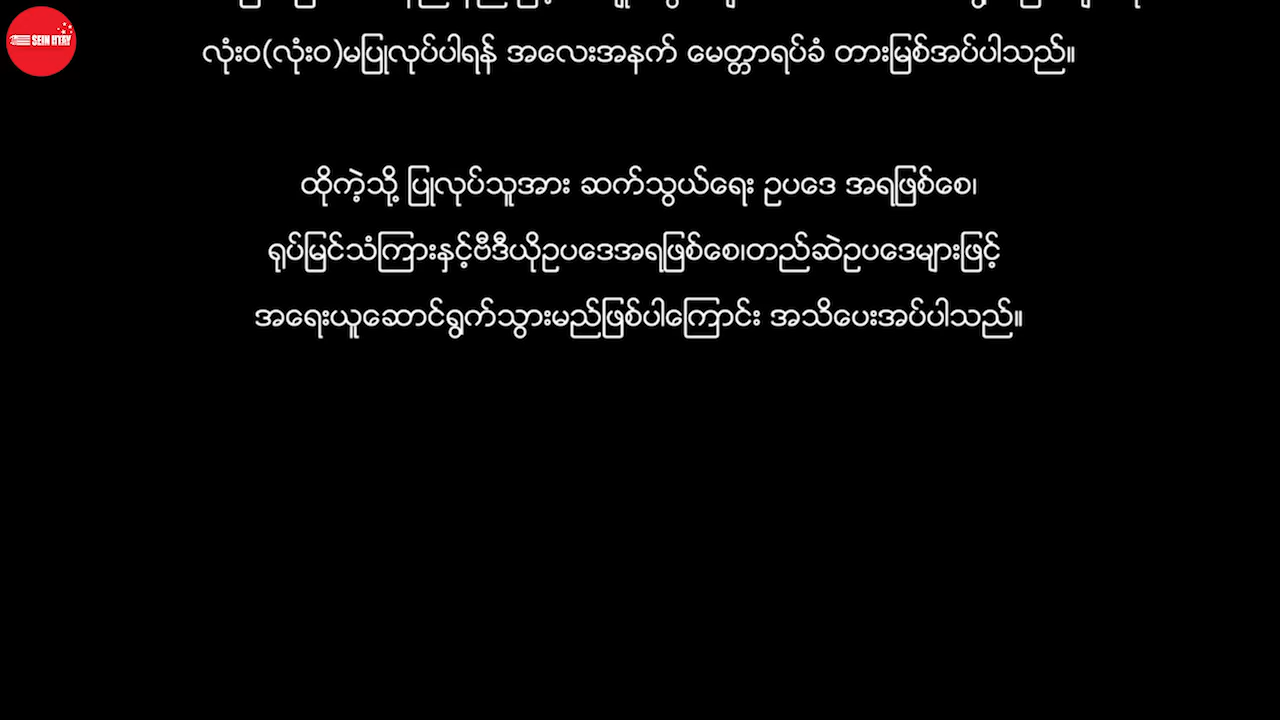 SEIN HTAY
လုံးဝ(လုံးဝ)မပြုလုပ်ပါရန် အလေးအနက် မေတ္တာရပ်ခံ တားမြစ်အပ်ပါသည်။
ထိုကဲ့သို့ ပြုလုပ်သူအား ဆက်သွယ်ရေး ဥပဒေ အရဖြစ်စေ၊
ရုပ်မြင်သံကြားနှင့်ဗီဒီယိုဥပဒေအရဖြစ်စေ၊တည်ဆဲဥပဒေများဖြင့်
အရေးယူဆောင်ရွက်သွားမည်ဖြစ်ပါကြောင်း အသိပေးအပ်ပါသည်။